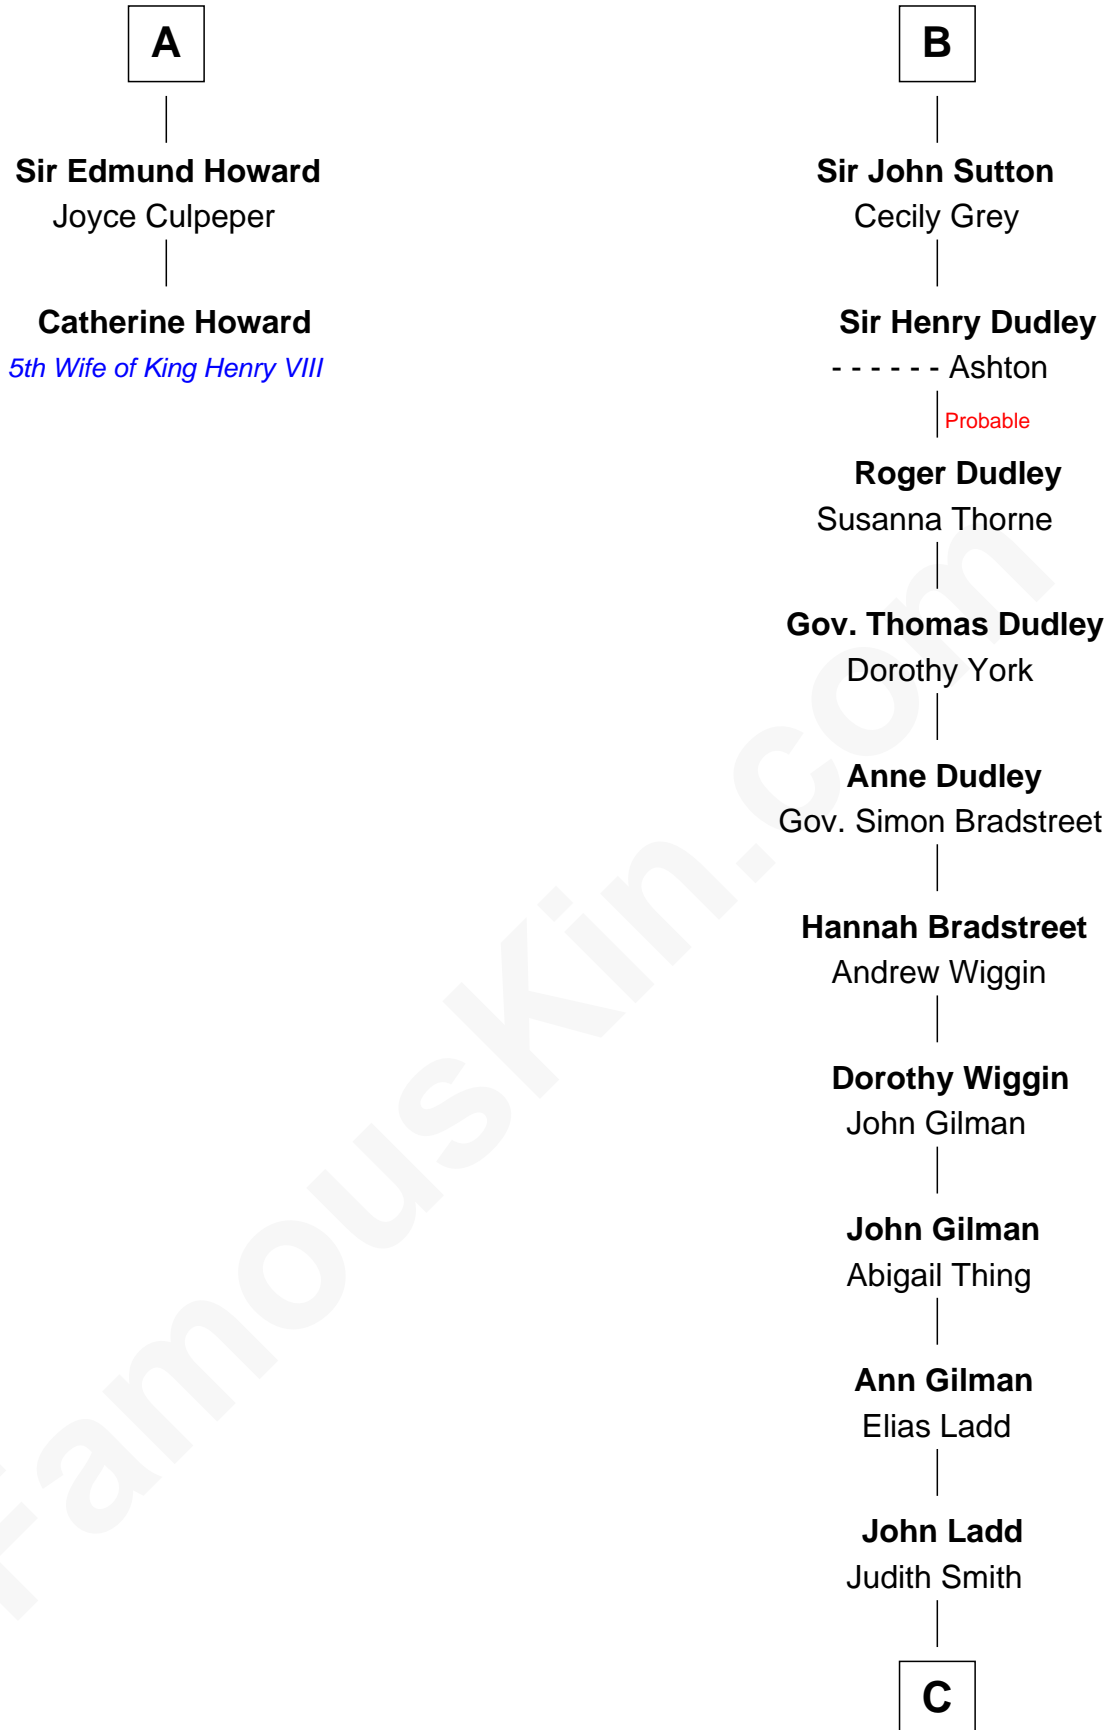 A
B
Sir Edmund Howard
Joyce Culpeper
Catherine Howard
5th Wife of King Henry VIII
Sir John Sutton
Cecily Grey
Sir Henry Dudley
- - - - - - Ashton
Probable
Roger Dudley
Susanna Thorne
Gov. Thomas Dudley
Dorothy York
Anne Dudley
Gov. Simon Bradstreet
Hannah Bradstreet
Andrew Wiggin
Dorothy Wiggin
John Gilman
John Gilman
Abigail Thing
Ann Gilman
Elias Ladd
John Ladd
Judith Smith
C
FamousKin.com